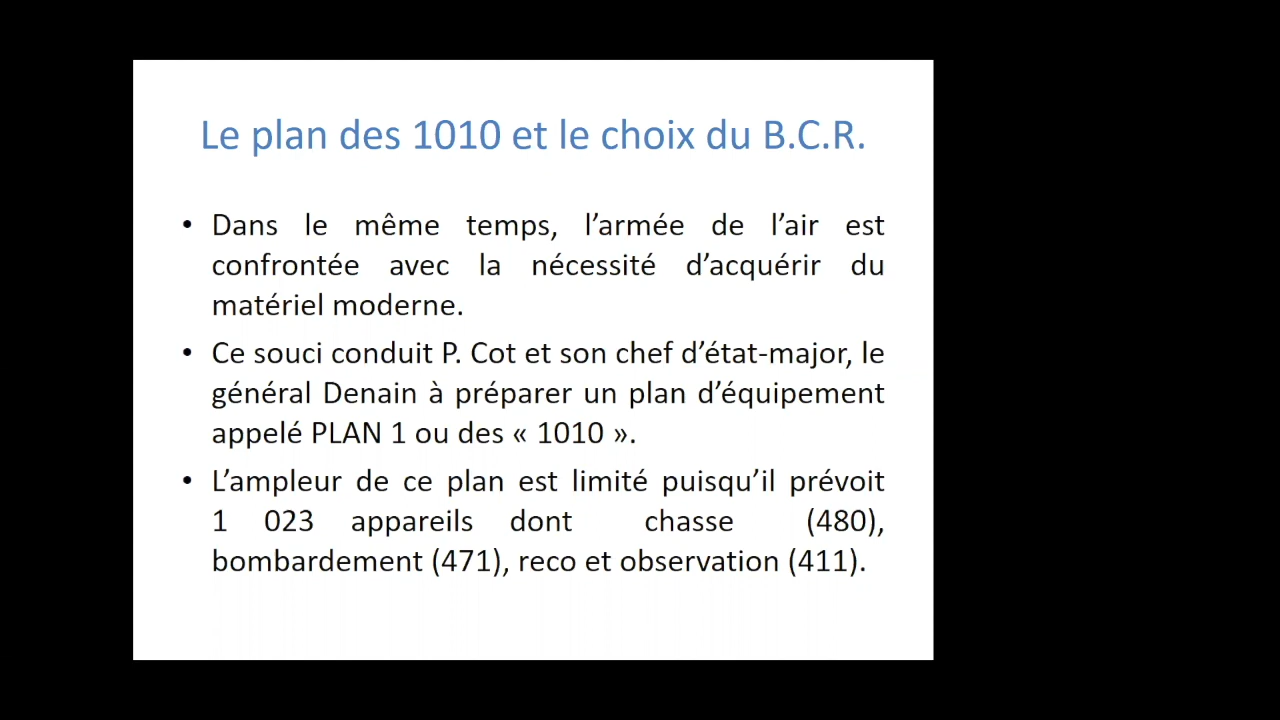 Le plan des 1010 et le choix du B.C.R.
• Dans le même temps, l’armée de l’air est
confrontée avec la nécessité d’acquérir du
matériel moderne.
• Ce souci conduit P. Cot et son chef d’état-major, le
général Denain à préparer un plan d’équipement
appelé PLAN 1 ou des « 1010 ».
• L’ampleur de ce plan est limité puisqu’il prévoit
1 023 appareils dont chasse (480),
bombardement (471), reco et observation (411).